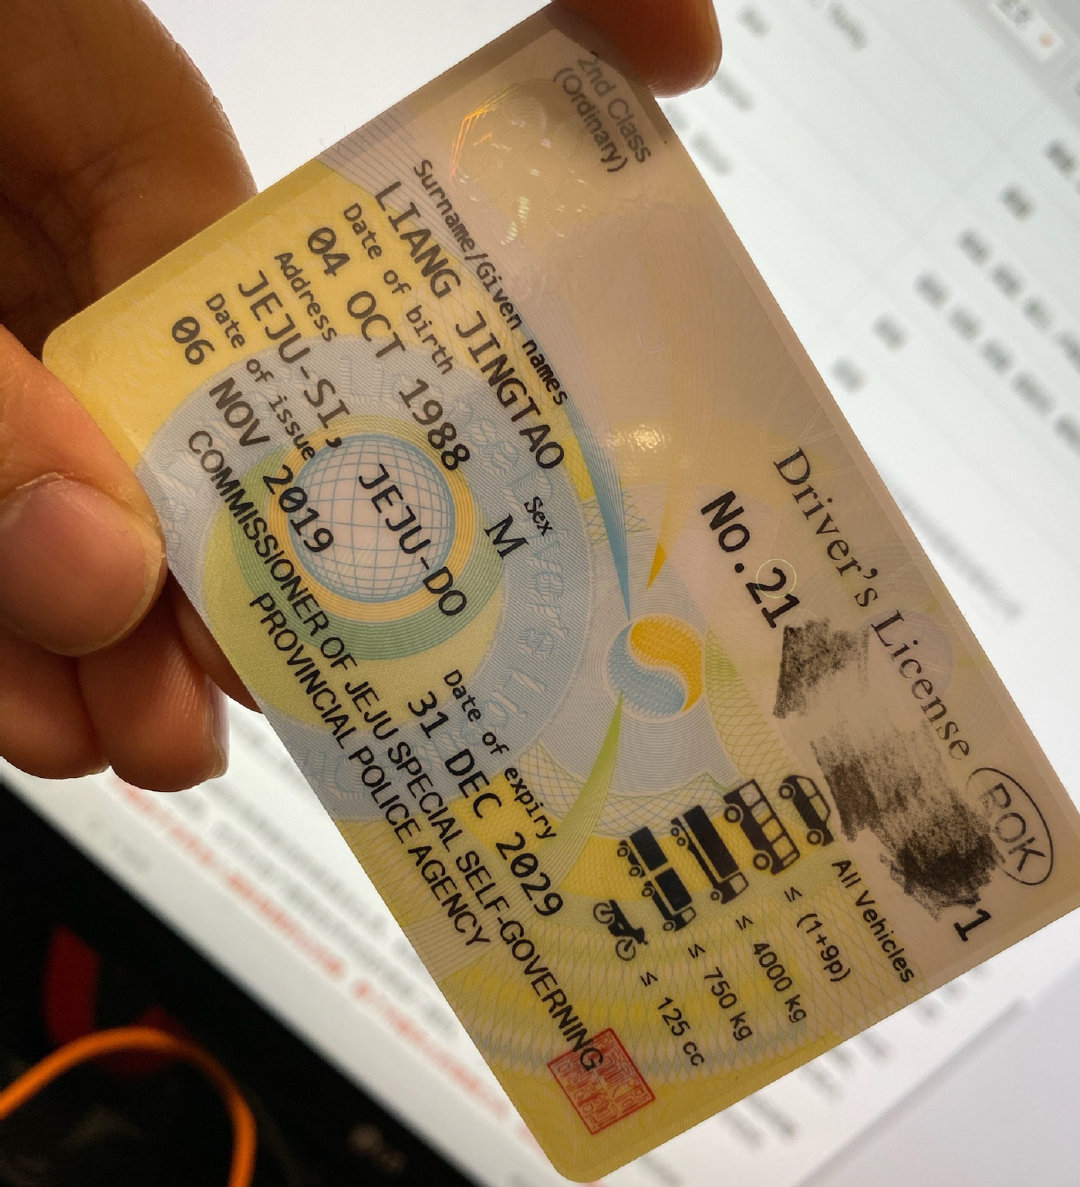 Driver's License ROK
No.21
1
2nd Class
(Ordinary)
All Vehicles
≤ (1+9p)
≤ 4000 kg
≤ 750 kg
≤ 125 cc
Surname/Given names
LIANG JINGTAO
Sex
M
Date of birth
04 OCT 1988
Address
JEJU-SI, JEJU-DO
Date of issue
06 NOV 2019
Date of expiry
31 DEC 2029
COMMISSIONER OF JEJU SPECIAL SELF-GOVERNING
PROVINCIAL POLICE AGENCY